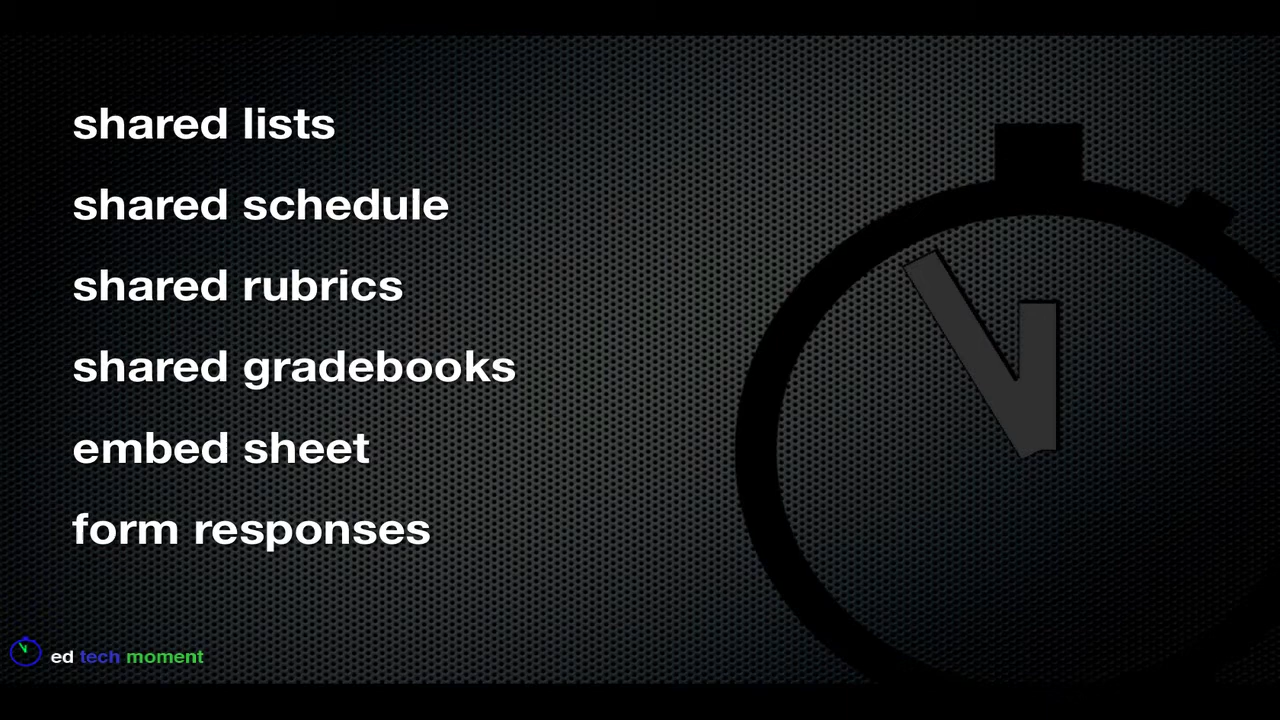 shared lists
shared schedule
shared rubrics
shared gradebooks
embed sheet
form responses
ed tech moment